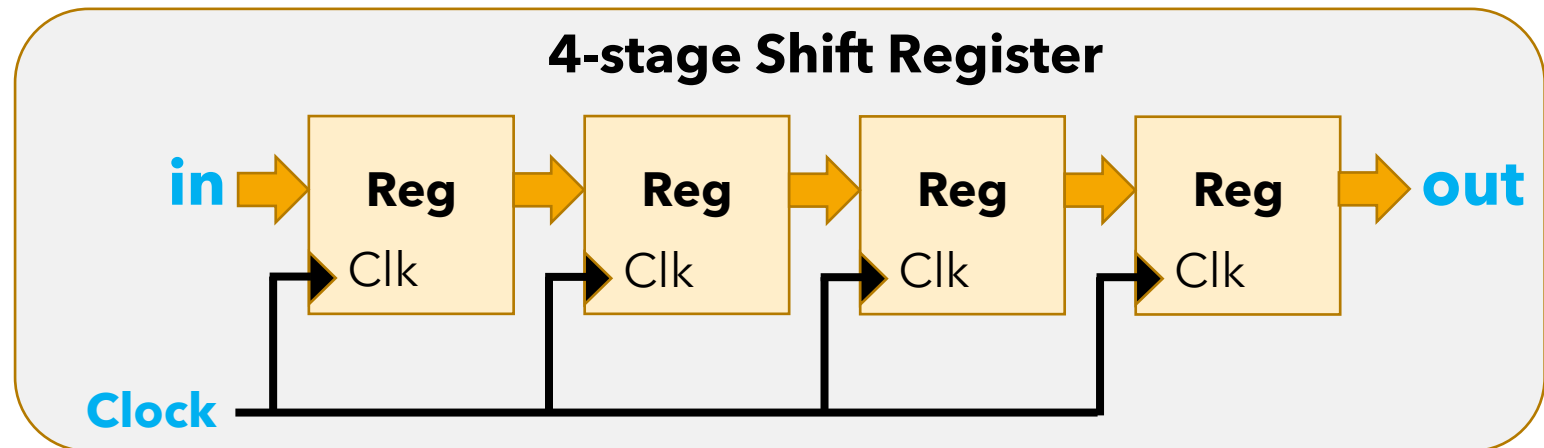 4-stage Shift Register
in Reg Reg Reg Reg out
Clk Clk Clk Clk
Clock